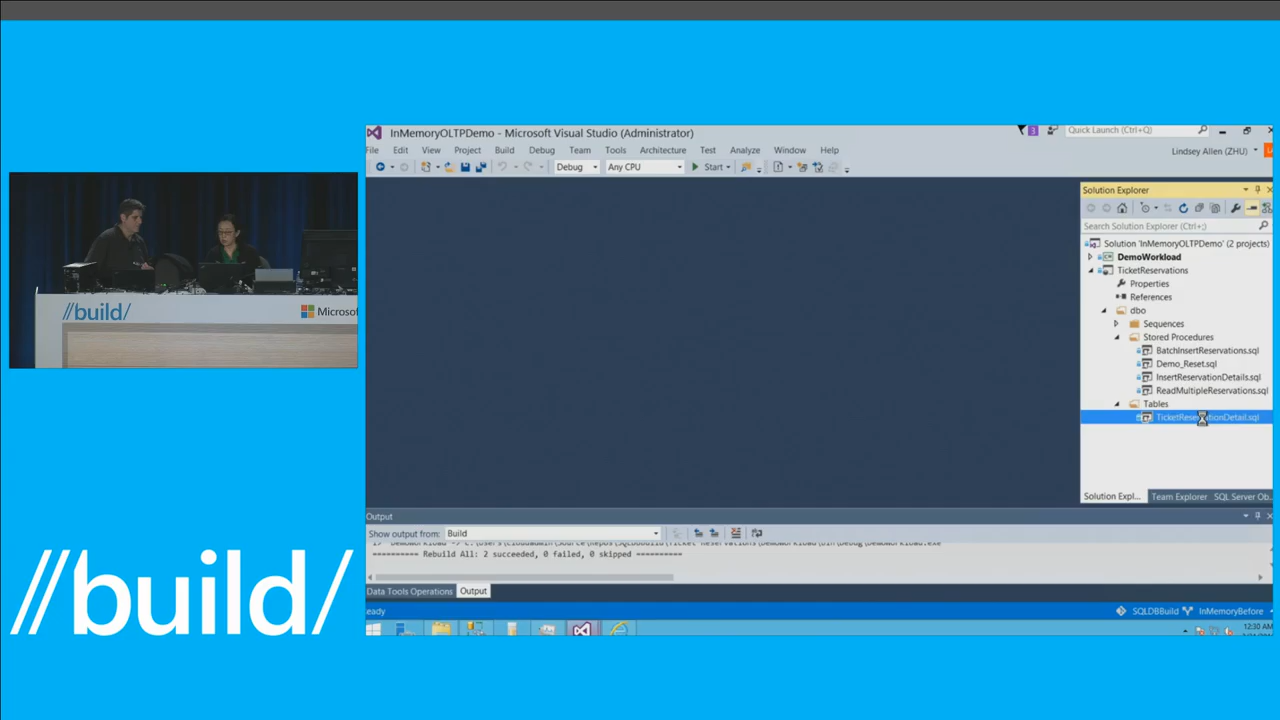 InMemoryOLTPDemo - Microsoft Visual Studio (Administrator)
3
Quick Launch (Ctrl+Q)
File Edit View Project Build Debug Team Tools Architecture Test Analyze Window Help
Lindsey Allen (ZHU)
Debug Any CPU Start
Solution Explorer
Search Solution Explorer (Ctrl+;)
Solution 'InMemoryOLTPDemo' (2 projects)
DemoWorkload
TicketReservations
Properties
References
dbo
Sequences
Stored Procedures
BatchInsertReservations.sql
Demo_Reset.sql
InsertReservationDetails.sql
ReadMultipleReservations.sql
Tables
TicketReservationDetail.sql
Solution Expl... Team Explorer SQL Server Ob...
//build/
Microsof
Output
Show output from: Build
========== Rebuild All: 2 succeeded, 0 failed, 0 skipped ==========
Data Tools Operations Output
eady
SQLDBBuild InMemoryBefore
12:30 AM
//build/